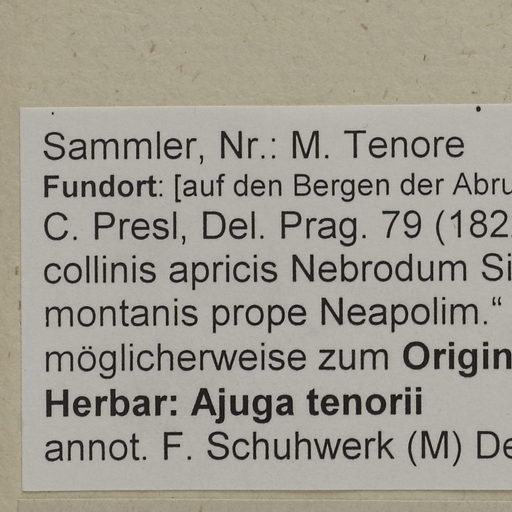 Sammler, Nr.: M. Tenore
Fundort: [auf den Bergen der Abru
C. Presl, Del. Prag. 79 (182
collinis apricis Nebrodum Si
montanis prope Neapolim.“
möglicherweise zum Origin
Herbar: Ajuga tenorii
annot. F. Schuhwerk (M) De